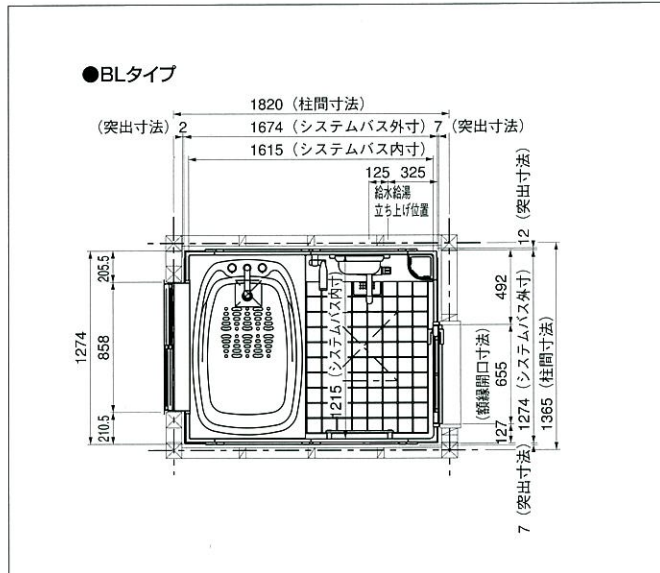 ●BLタイプ
1820（柱間寸法）
（突出寸法）2 1674（システムバス外寸） 7（突出寸法）
1615（システムバス内寸）
125 325
給水給湯
立ち上げ位置
12（突出寸法）
205.5
858
210.5
1274
1215（システムバス内寸）
492
655
（額縁開口寸法）
127
1274（システムバス外寸）
1365（柱間寸法）
7（突出寸法）